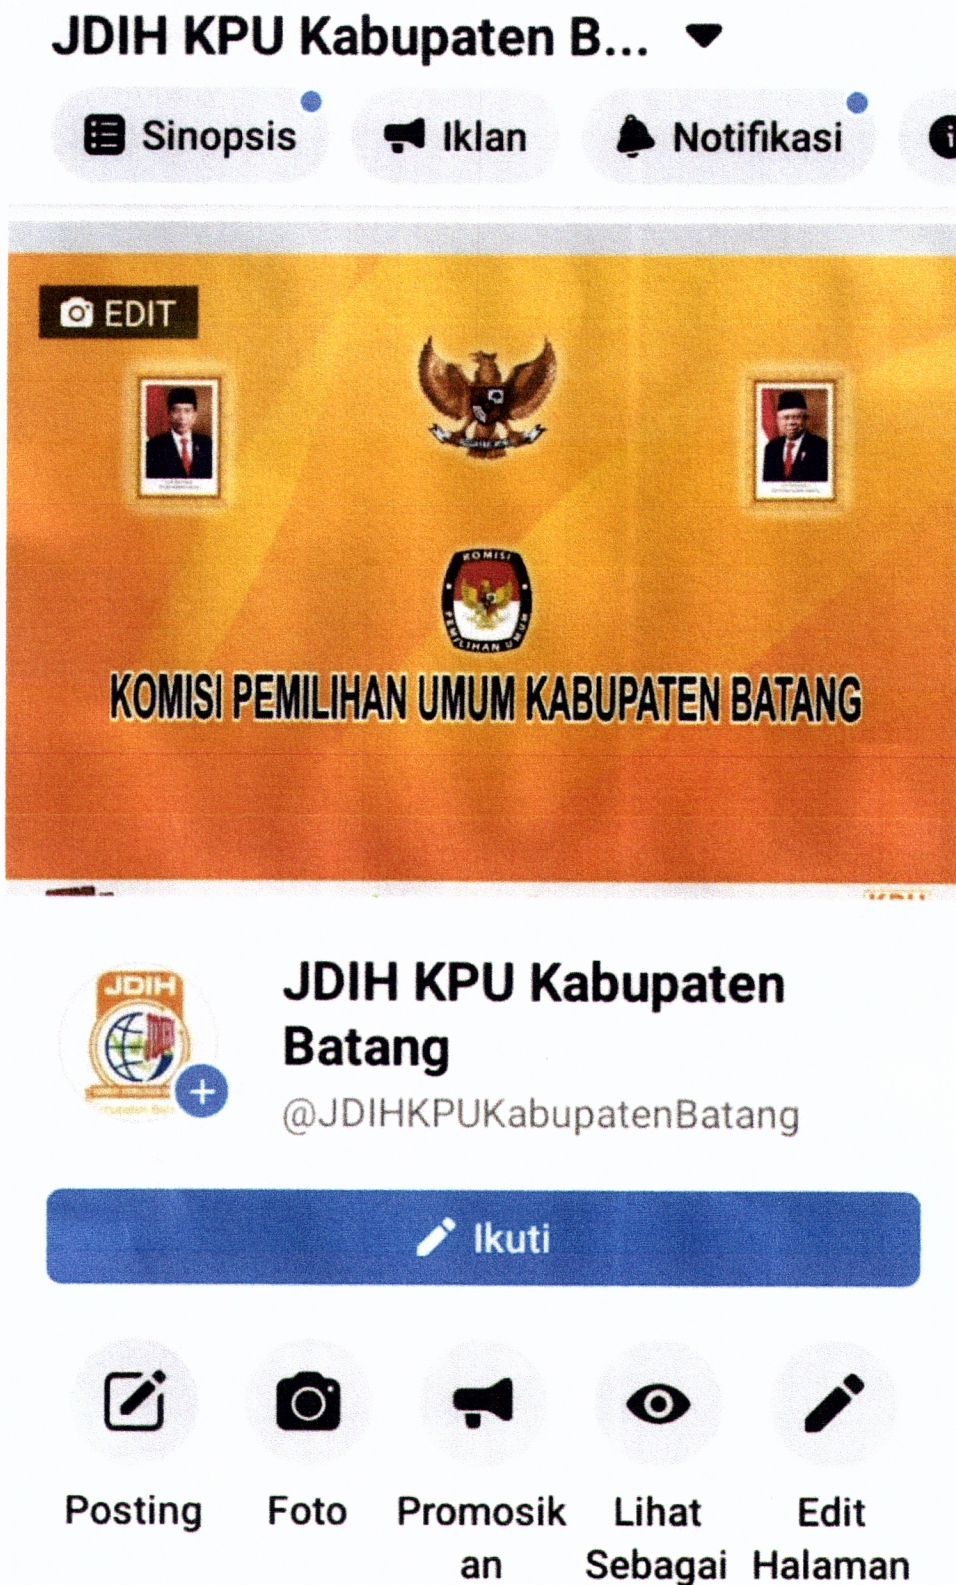 JDIH KPU Kabupaten B...
Sinopsis Iklan Notifikasi
EDIT
KOMISI
PEMILIHAN UMUM
KOMISI PEMILIHAN UMUM KABUPATEN BATANG
KPU
JDIH
JDIH KPU Kabupaten
Batang
@JDIHKPUKabupatenBatang
Ikuti
Posting Foto Promosik Lihat Edit
an Sebagai Halaman